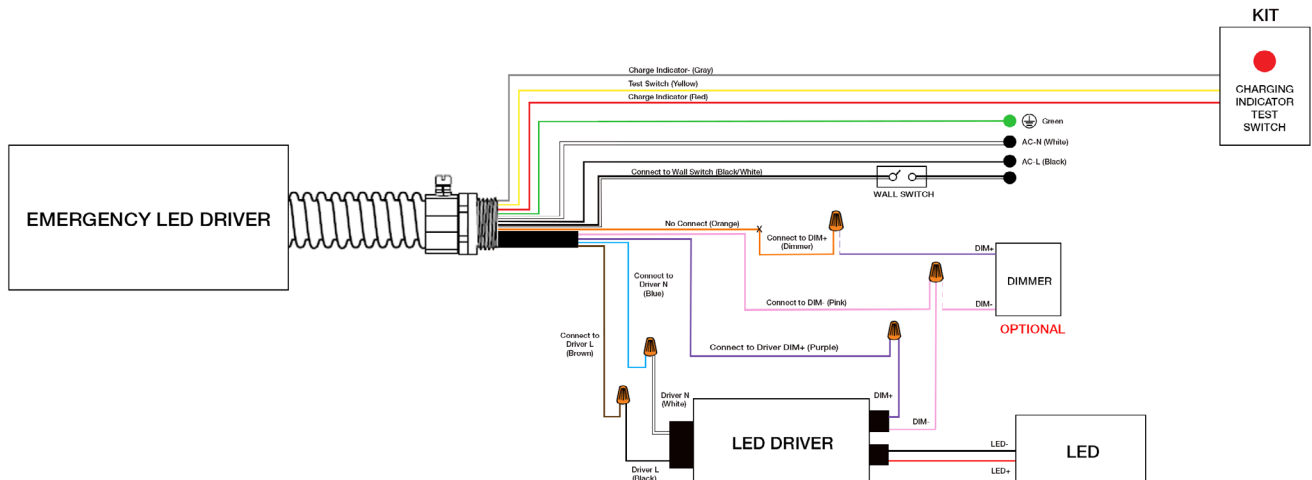 KIT
CHARGING
INDICATOR
TEST
SWITCH
Charge Indicator- (Gray)
Test Switch (Yellow)
Charge Indicator (Red)
Green
AC-N (White)
AC-L (Black)
Connect to Wall Switch (Black/White)
WALL SWITCH
EMERGENCY LED DRIVER
No Connect (Orange)
X
Connect to DIM+
(Dimmer)
DIM+
DIMMER
DIM-
OPTIONAL
Connect to
Driver N
(Blue)
Connect to DIM- (Pink)
Connect to
Driver L
(Brown)
Connect to Driver DIM+ (Purple)
Driver N
(White)
DIM+
DIM-
LED DRIVER
LED-
LED+
LED
Driver L
(Black)